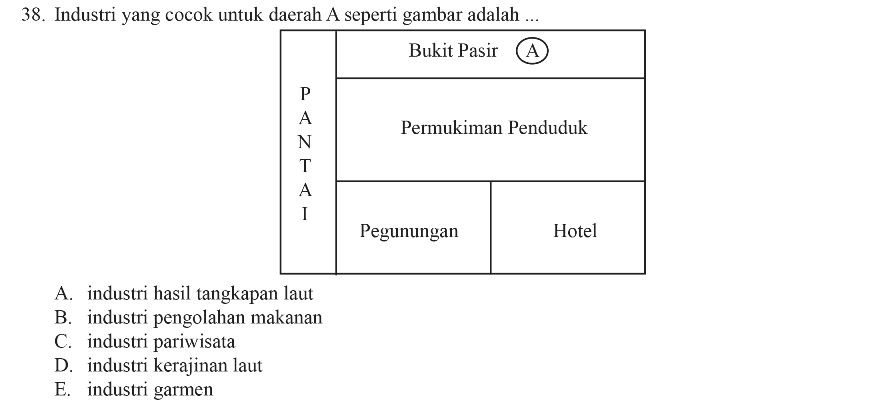 38. Industri yang cocok untuk daerah A seperti gambar adalah ...
Bukit Pasir A
PANTAI
Permukiman Penduduk
Pegunungan Hotel
A. industri hasil tangkapan laut
B. industri pengolahan makanan
C. industri pariwisata
D. industri kerajinan laut
E. industri garmen